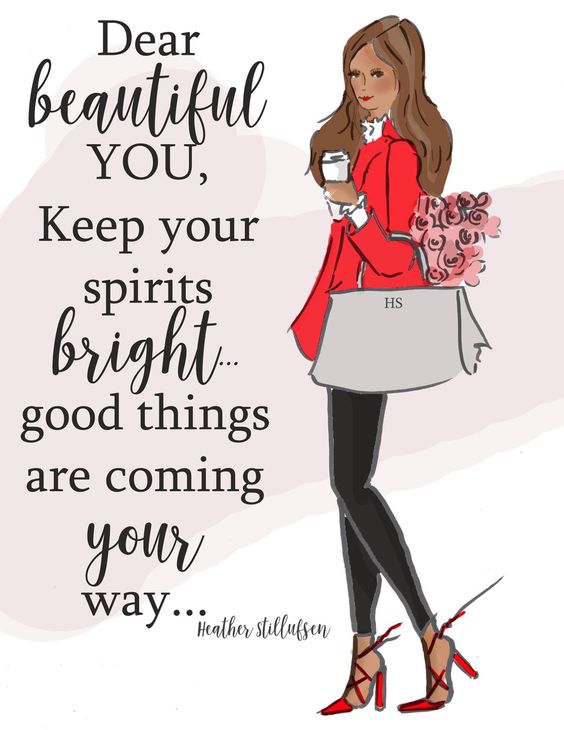 Dear
beautiful
YOU,
Keep your
spirits
bright...
good things
are coming
your
way...
Heather Stillufsen
HS